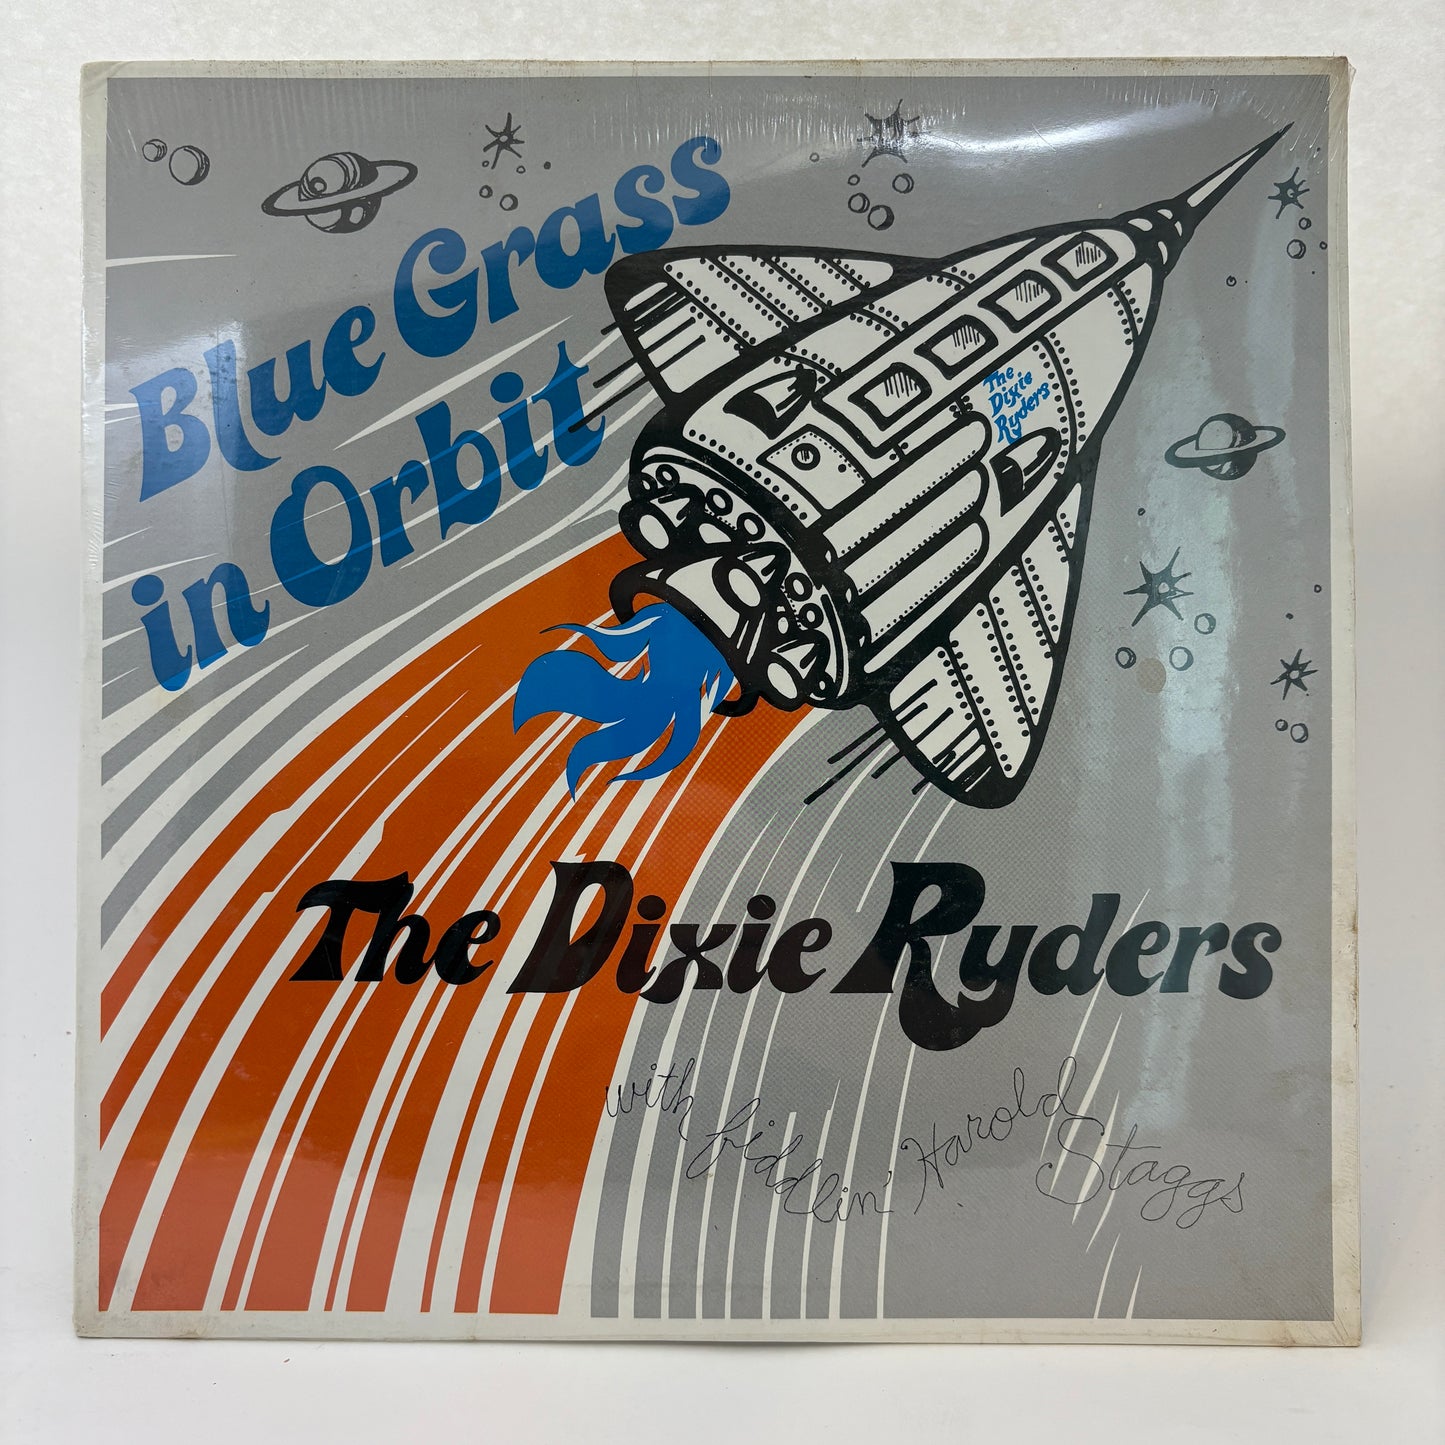 Blue Grass
in Orbit
The
Dixie
Ryders
The Dixie Ryders
with fiddlin' Harold
Staggs